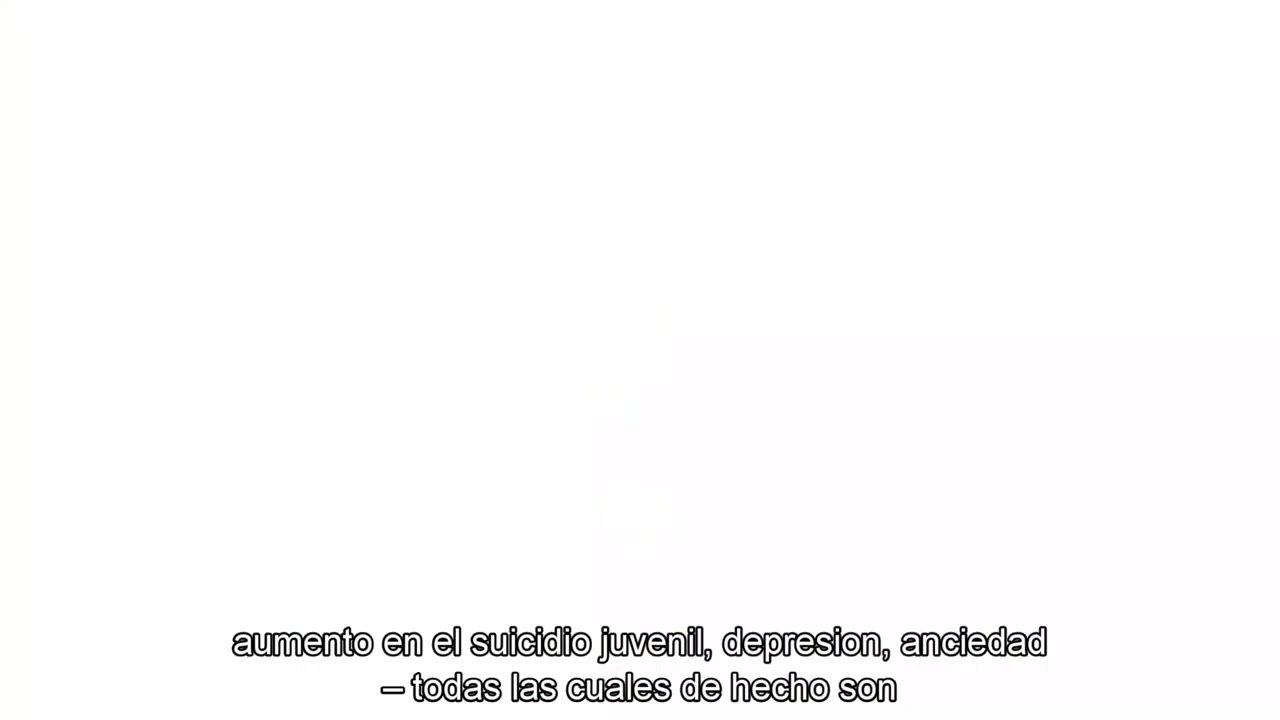 aumento en el suicidio juvenil, depresion, anciedad
– todas las cuales de hecho son